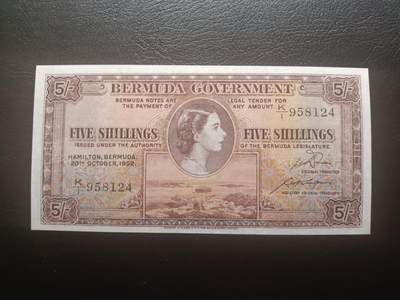 5/-
5/-
BERMUDA GOVERNMENT
BERMUDA NOTES ARE LEGAL TENDER FOR
THE PAYMENT OF ANY AMOUNT.
K/1 958124
FIVE SHILLINGS FIVE SHILLINGS
ISSUED UNDER THE AUTHORITY OF THE BERMUDA LEGISLATURE.
HAMILTON, BERMUDA,
20TH OCTOBER, 1952.
K/1 958124
5/-
5/-